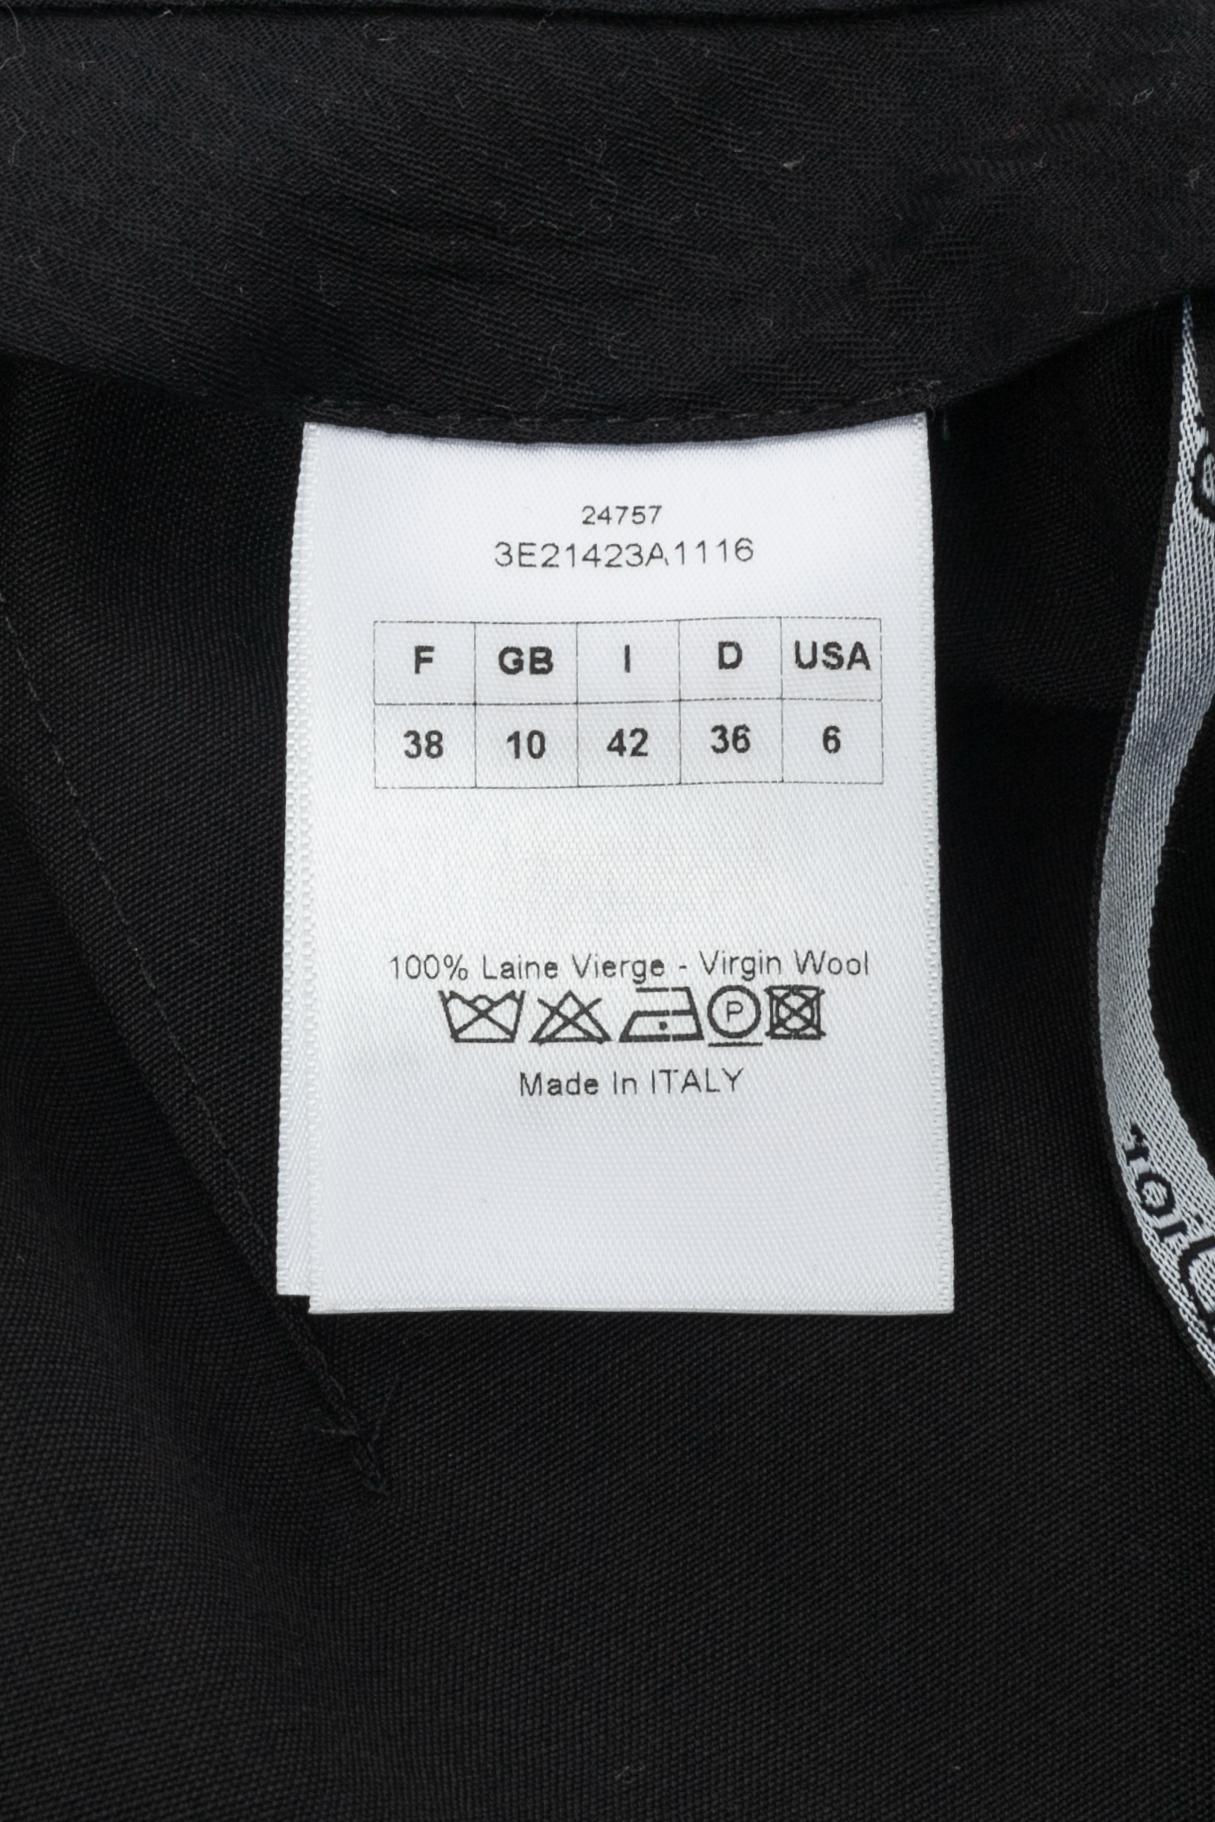 24757
3E21423A1116
F GB I D USA
38 10 42 36 6
100% Laine Vierge - Virgin Wool
P
Made In ITALY